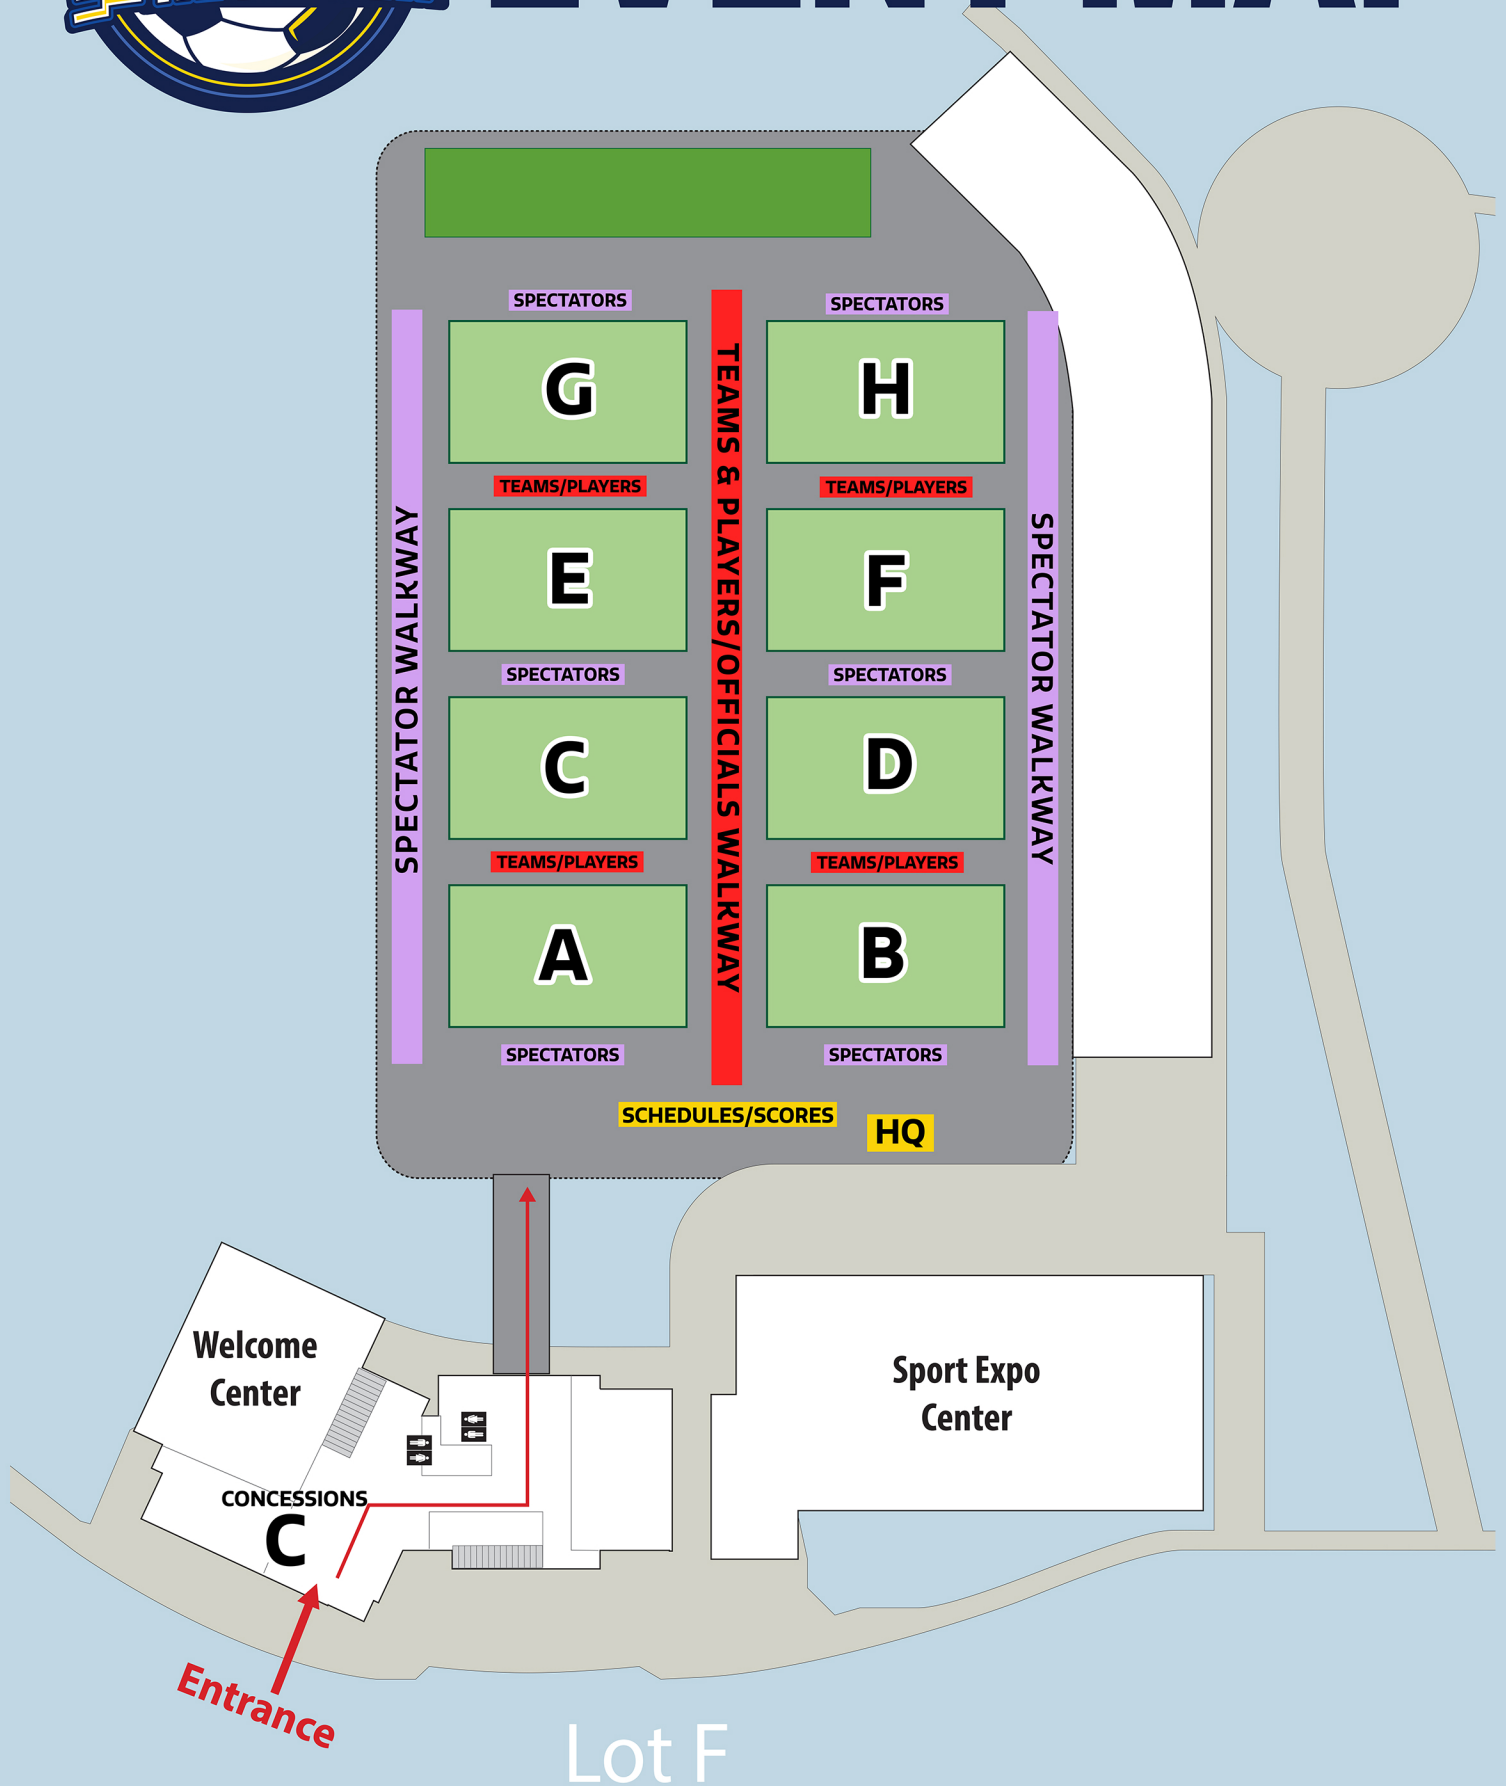 SPECTATORS
SPECTATORS
G
H
TEAMS/PLAYERS
TEAMS/PLAYERS
E
F
SPECTATORS
SPECTATORS
C
D
TEAMS/PLAYERS
TEAMS/PLAYERS
A
B
SPECTATORS
SPECTATORS
SPECTATOR WALKWAY
TEAMS & PLAYERS/OFFICIALS WALKWAY
SPECTATOR WALKWAY
SCHEDULES/SCORES
HQ
Welcome
Center
Sport Expo
Center
CONCESSIONS
C
Entrance
Lot F